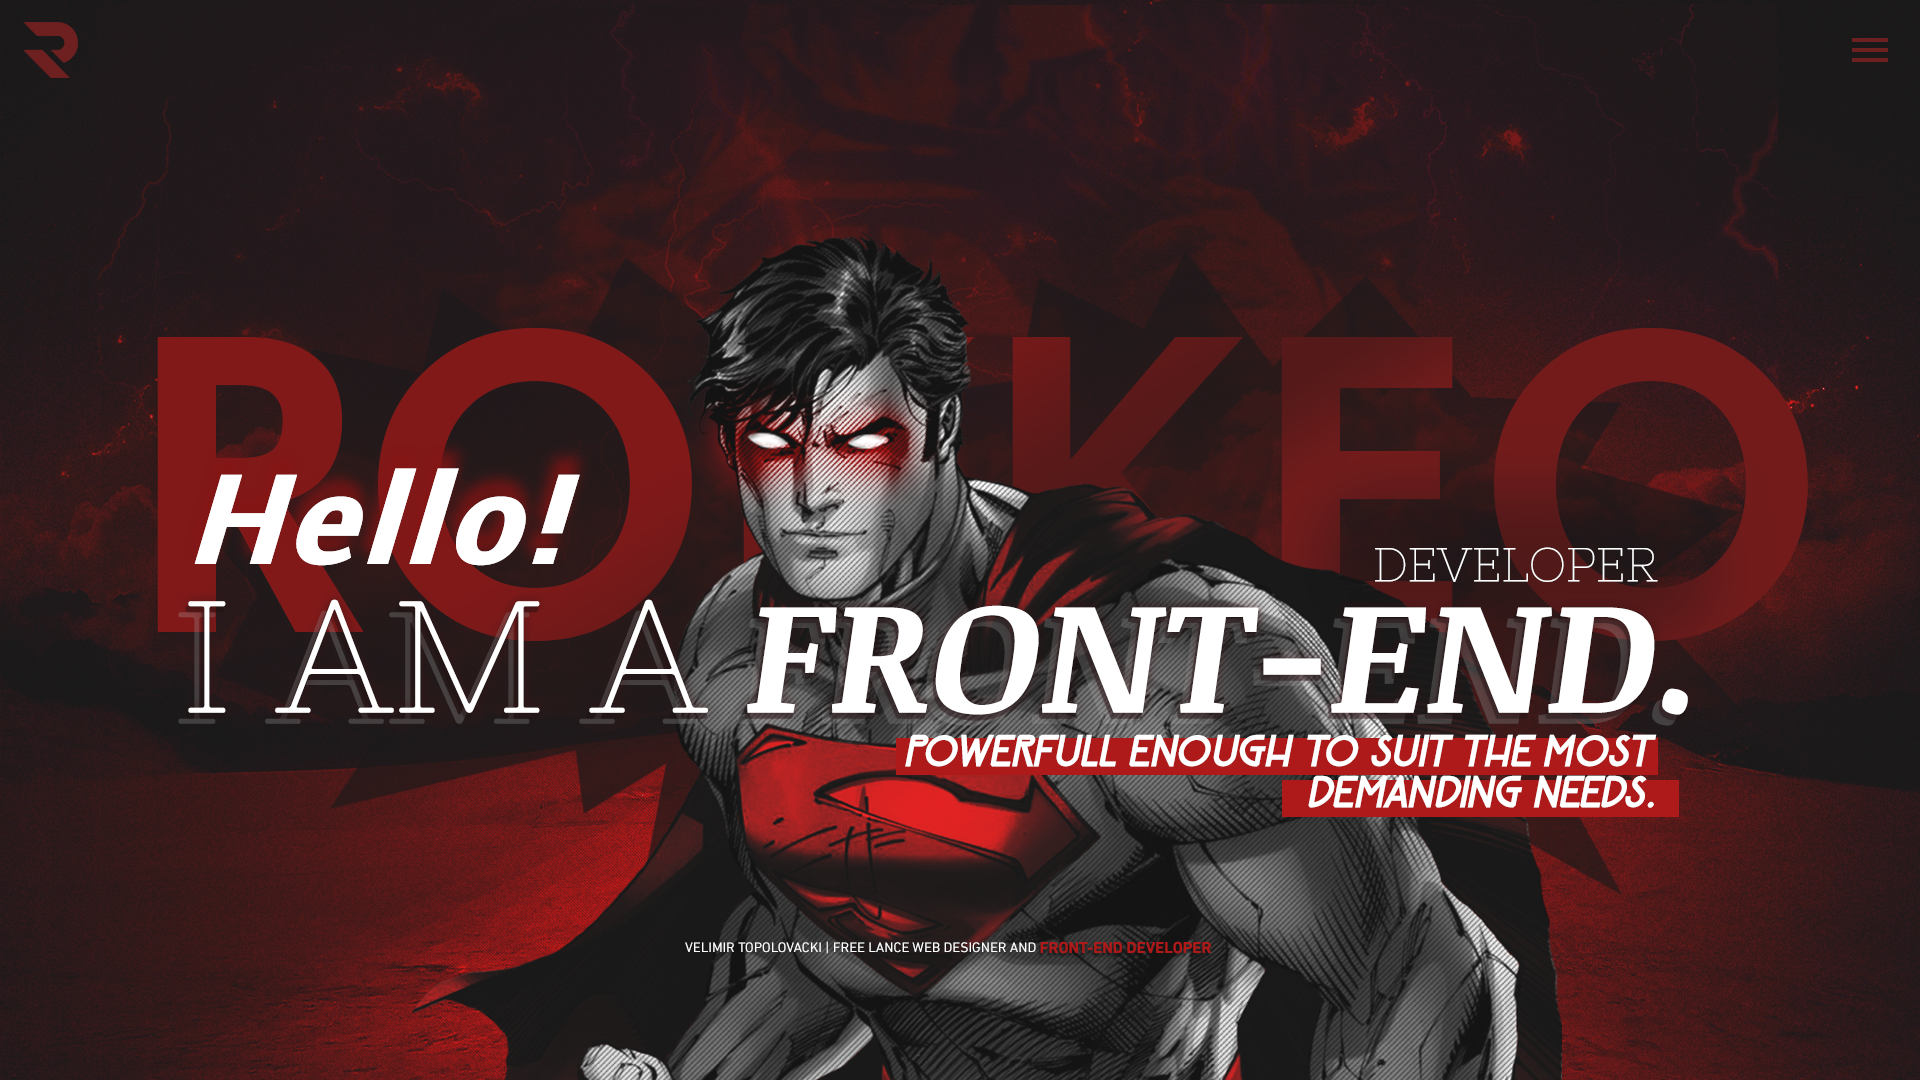 Hello!
DEVELOPER
I AM A FRONT-END.
POWERFULL ENOUGH TO SUIT THE MOST
DEMANDING NEEDS.
VELIMIR TOPOLOVACKI | FREE LANCE WEB DESIGNER AND FRONT-END DEVELOPER